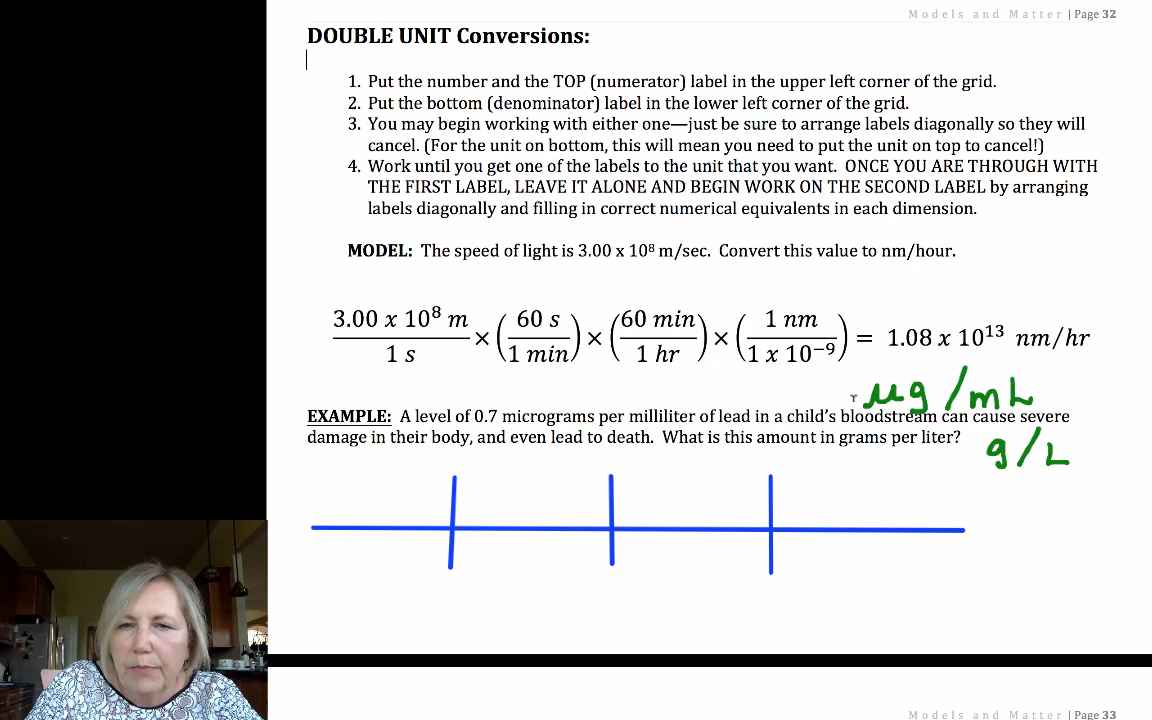 Models and Matter | Page 32
DOUBLE UNIT Conversions:
1. Put the number and the TOP (numerator) label in the upper left corner of the grid.
2. Put the bottom (denominator) label in the lower left corner of the grid.
3. You may begin working with either one—just be sure to arrange labels diagonally so they will
cancel. (For the unit on bottom, this will mean you need to put the unit on top to cancel!)
4. Work until you get one of the labels to the unit that you want. ONCE YOU ARE THROUGH WITH
THE FIRST LABEL, LEAVE IT ALONE AND BEGIN WORK ON THE SECOND LABEL by arranging
labels diagonally and filling in correct numerical equivalents in each dimension.
MODEL: The speed of light is 3.00 x 10⁸ m/sec. Convert this value to nm/hour.
3.00 x 10⁸ m / 1 s × (60 s / 1 min) × (60 min / 1 hr) × (1 nm / 1 x 10⁻⁹) = 1.08 x 10¹³ nm/hr
µg/mL
EXAMPLE: A level of 0.7 micrograms per milliliter of lead in a child's bloodstream can cause severe
damage in their body, and even lead to death. What is this amount in grams per liter?
g/L
Models and Matter | Page 33